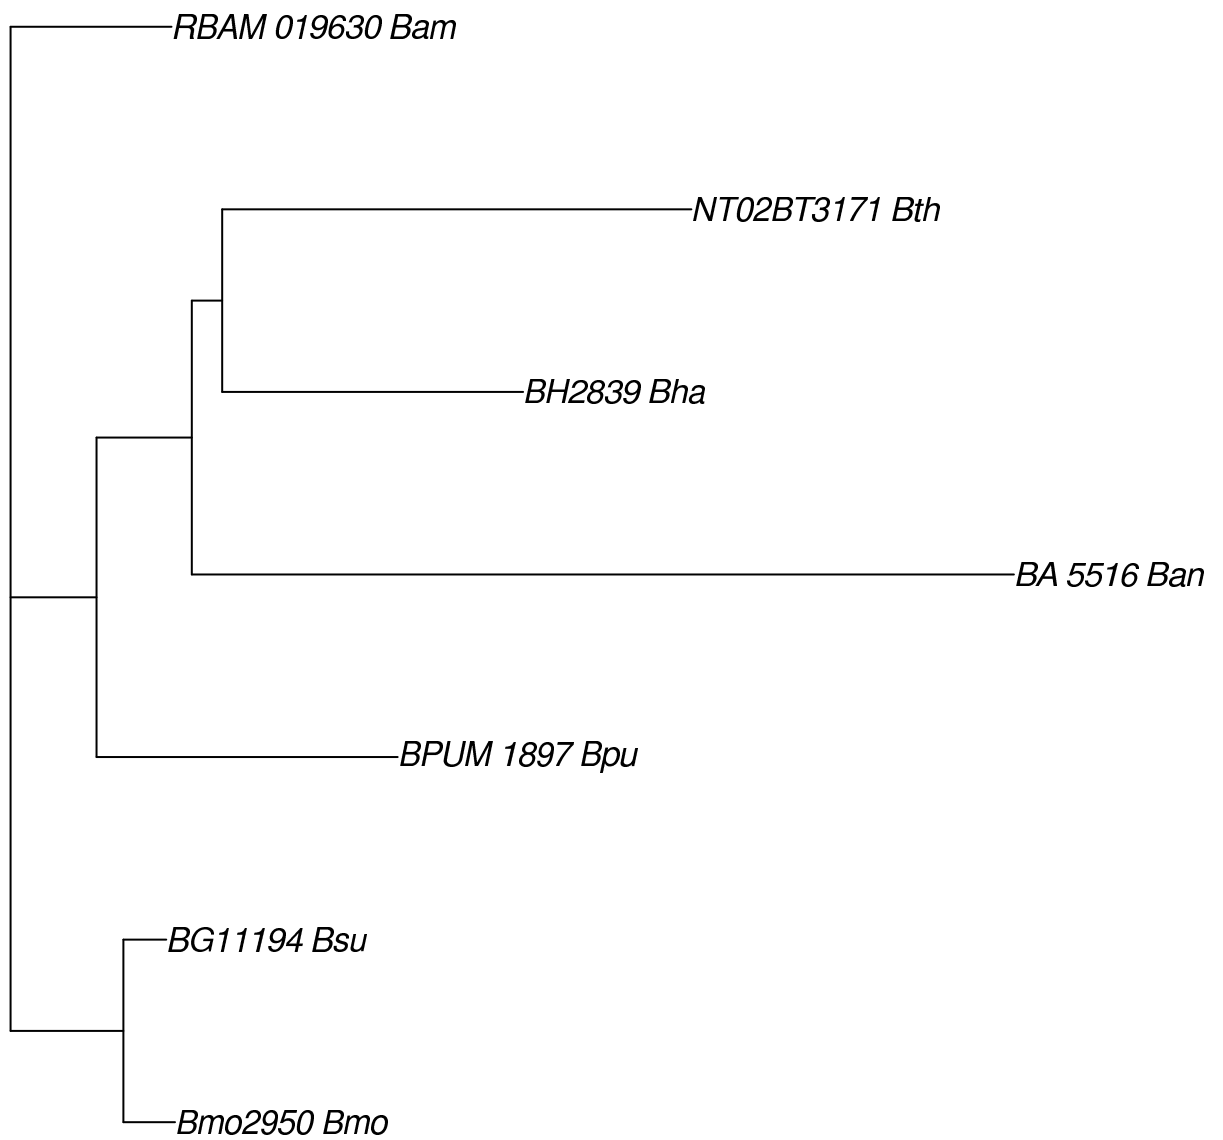 RBAM 019630 Bam
NT02BT3171 Bth
BH2839 Bha
BA 5516 Ban
BPUM 1897 Bpu
BG11194 Bsu
Bmo2950 Bmo